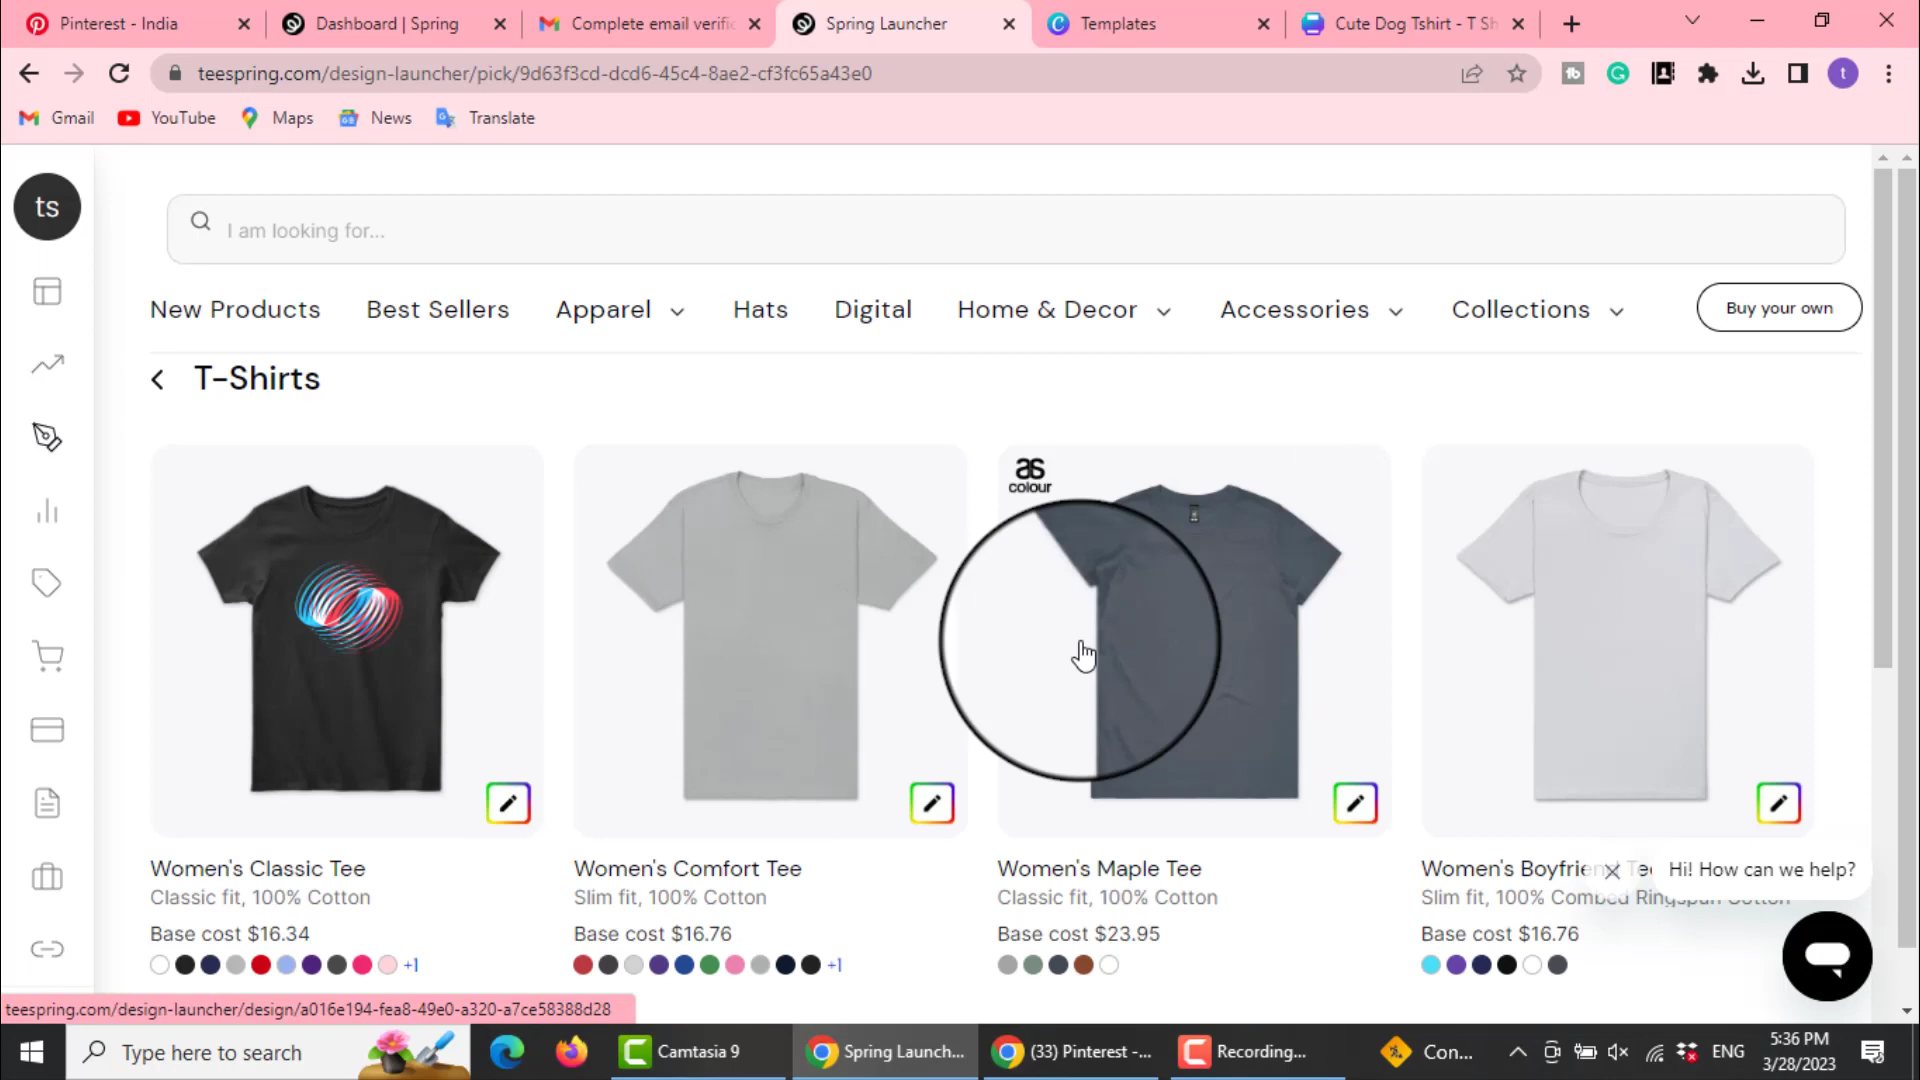 Pinterest - India
Dashboard | Spring
Complete email verific
Spring Launcher
Templates
Cute Dog Tshirt - T Sh
teespring.com/design-launcher/pick/9d63f3cd-dcd6-45c4-8ae2-cf3fc65a43e0
t
Gmail
YouTube
Maps
News
Translate
ts
I am looking for...
New Products
Best Sellers
Apparel
Hats
Digital
Home & Decor
Accessories
Collections
Buy your own
T-Shirts
as
colour
Women's Classic Tee
Classic fit, 100% Cotton
Base cost $16.34
+1
Women's Comfort Tee
Slim fit, 100% Cotton
Base cost $16.76
+1
Women's Maple Tee
Classic fit, 100% Cotton
Base cost $23.95
Women's Boyfriend Tee
Slim fit, 100% Combed Ringspun Cotton
Base cost $16.76
Hi! How can we help?
teespring.com/design-launcher/design/a016e194-fea8-49e0-a320-a7ce58388d28
Type here to search
Camtasia 9
Spring Launch...
(33) Pinterest -...
Recording...
Con...
ENG
5:36 PM
3/28/2023